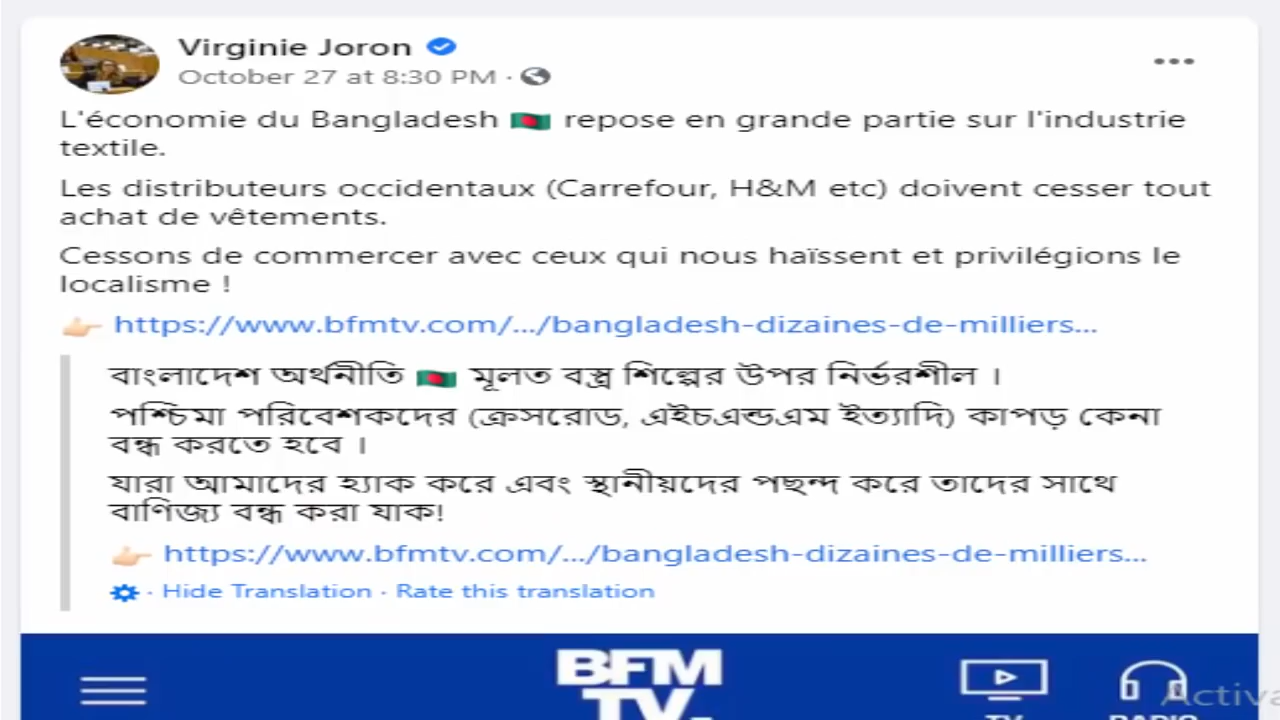 Virginie Joron
October 27 at 8:30 PM ·
L'économie du Bangladesh 🇧🇩 repose en grande partie sur l'industrie
textile.
Les distributeurs occidentaux (Carrefour, H&M etc) doivent cesser tout
achat de vêtements.
Cessons de commercer avec ceux qui nous haïssent et privilégions le
localisme !
👉🏻 https://www.bfmtv.com/.../bangladesh-dizaines-de-milliers...
বাংলাদেশ অর্থনীতি 🇧🇩 মূলত বস্ত্র শিল্পের উপর নির্ভরশীল ।
পশ্চিমা পরিবেশকদের (ক্রসরোড, এইচএন্ডএম ইত্যাদি) কাপড় কেনা
বন্ধ করতে হবে ।
যারা আমাদের হ্যাক করে এবং স্থানীয়দের পছন্দ করে তাদের সাথে
বাণিজ্য বন্ধ করা যাক!
👉🏻 https://www.bfmtv.com/.../bangladesh-dizaines-de-milliers...
· Hide Translation · Rate this translation
BFM
TV.
TV RADIO
Activa